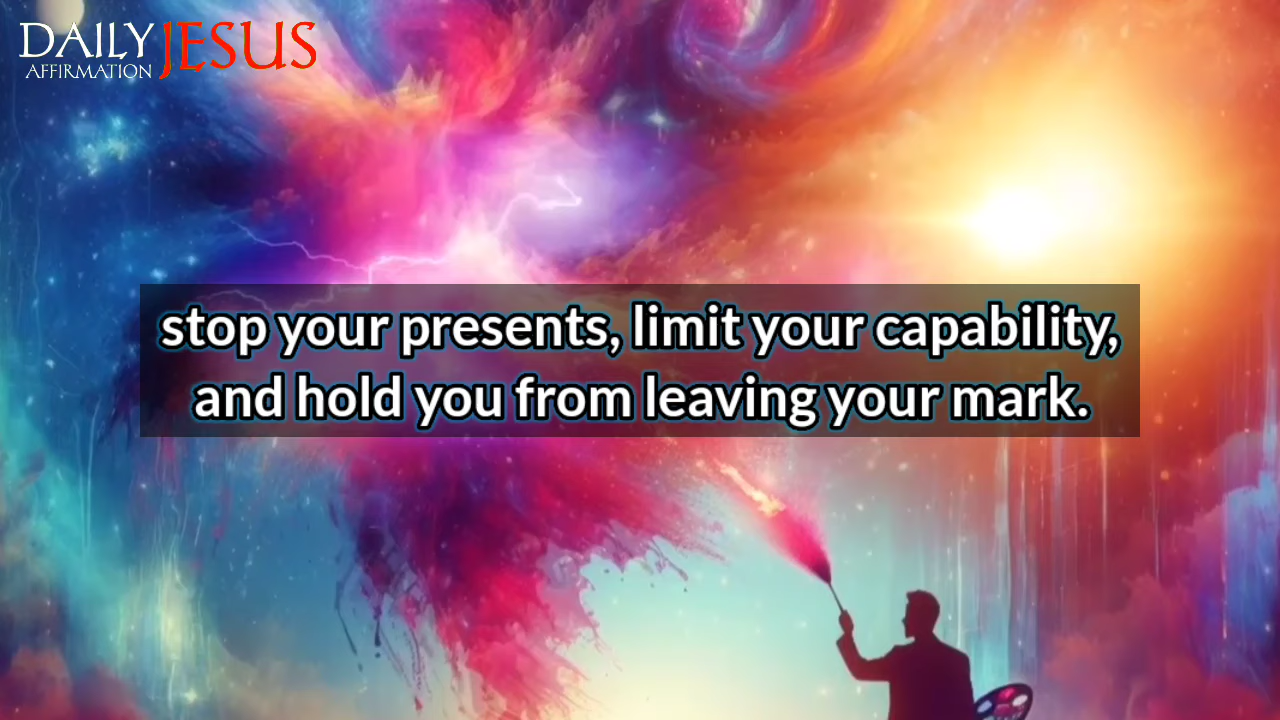 DAILY JESUS
AFFIRMATION
stop your presents, limit your capability,
and hold you from leaving your mark.